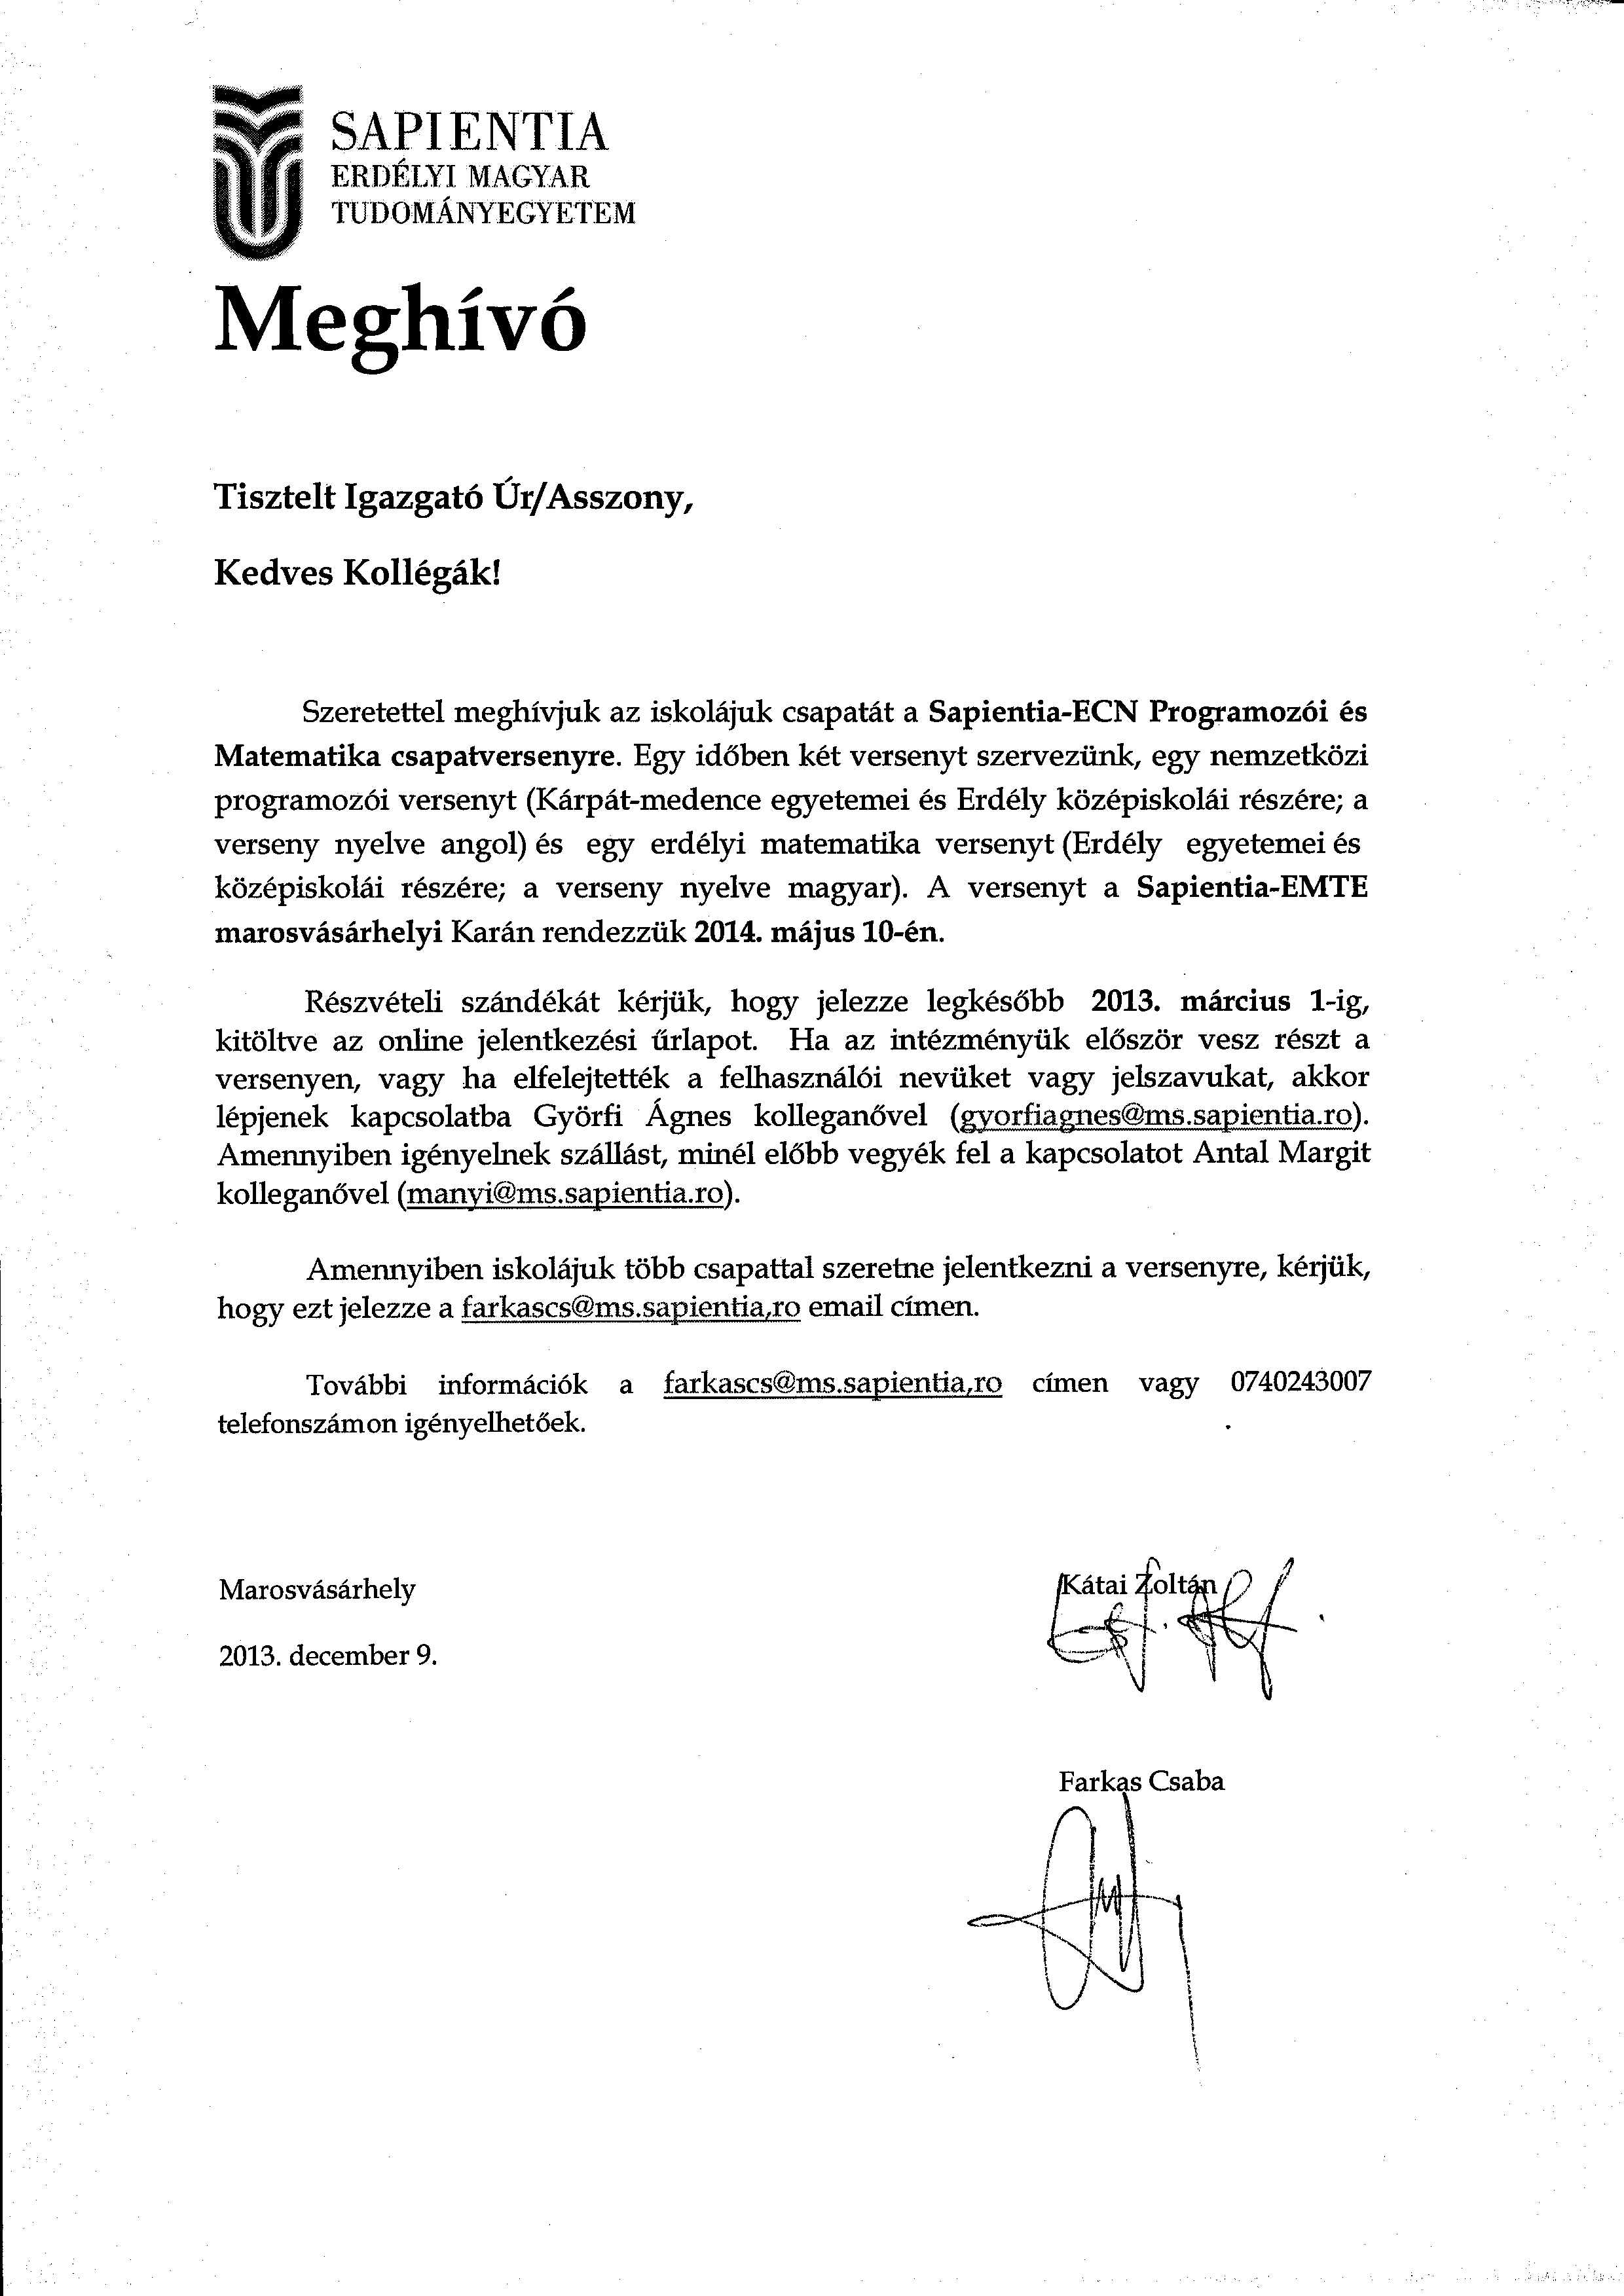 SAPIENTIA
ERDÉLYI MAGYAR
TUDOMÁNYEGYETEM
Meghívó
Tisztelt Igazgató Úr/Asszony,
Kedves Kollégák!
Szeretettel meghívjuk az iskolájuk csapatát a Sapientia-ECN Programozói és
Matematika csapatversenyre. Egy időben két versenyt szervezünk, egy nemzetközi
programozói versenyt (Kárpát-medence egyetemei és Erdély középiskolái részére; a
verseny nyelve angol) és egy erdélyi matematika versenyt (Erdély egyetemei és
középiskolái részére; a verseny nyelve magyar). A versenyt a Sapientia-EMTE
marosvásárhelyi Karán rendezzük 2014. május 10-én.
Részvételi szándékát kérjük, hogy jelezze legkésőbb 2013. március 1-ig,
kitöltve az online jelentkezési űrlapot. Ha az intézményük először vesz részt a
versenyen, vagy ha elfelejtették a felhasználói nevüket vagy jelszavukat, akkor
lépjenek kapcsolatba Györfi Ágnes kolleganővel (gyorfiagnes@ms.sapientia.ro).
Amennyiben igényelnek szállást, minél előbb vegyék fel a kapcsolatot Antal Margit
kolleganővel (manyi@ms.sapientia.ro).
Amennyiben iskolájuk több csapattal szeretne jelentkezni a versenyre, kérjük,
hogy ezt jelezze a farkascs@ms.sapientia,ro email címen.
További információk a farkascs@ms.sapientia,ro címen vagy 0740243007
telefonszámon igényelhetőek.
Marosvásárhely
Kátai Zoltán
2013. december 9.
Farkas Csaba